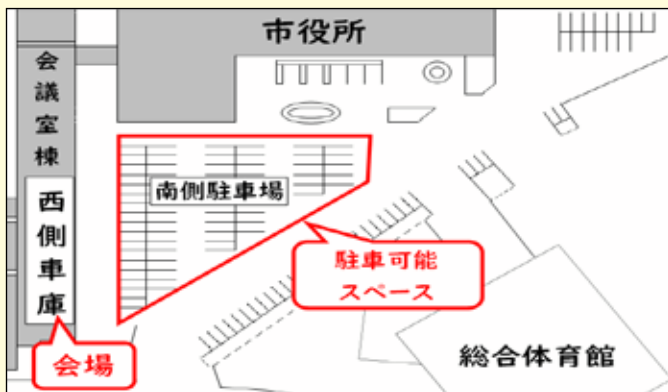 市役所
会議室棟
西側車庫
南側駐車場
駐車可能
スペース
会場
総合体育館